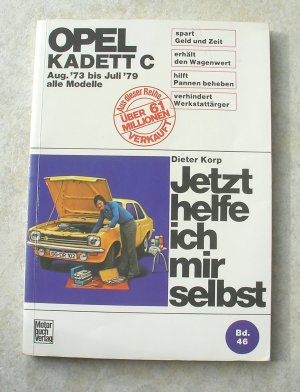 OPEL
KADETT C
Aug. '73 bis Juli '79
alle Modelle
spart
Geld und Zeit
erhält
den Wagenwert
hilft
Pannen beheben
verhindert
Werkstattärger
Aus dieser Reihe
ÜBER 61
MILLIONEN
VERKAUFT
Dieter Korp
Jetzt
helfe
ich
mir
selbst
Motor
buch
Verlag
Bd.
46